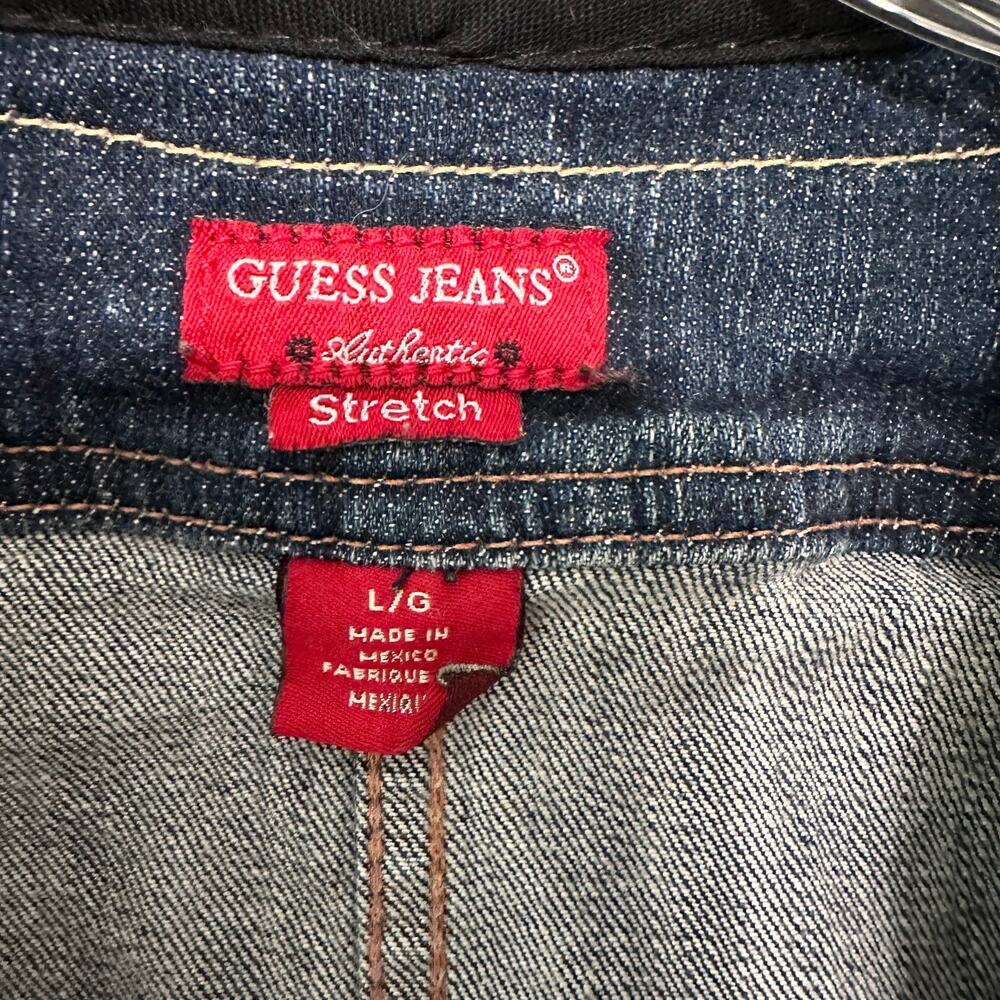 GUESS JEANS®
Authentic
Stretch
L/G
MADE IN
MEXICO
FABRIQUE